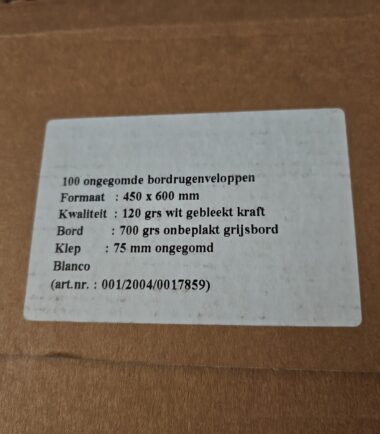 100 ongegomde bordrugenveloppen
Formaat : 450 x 600 mm
Kwaliteit : 120 grs wit gebleekt kraft
Bord : 700 grs onbeplakt grijsbord
Klep : 75 mm ongegomd
Blanco
(art.nr. : 001/2004/0017859)